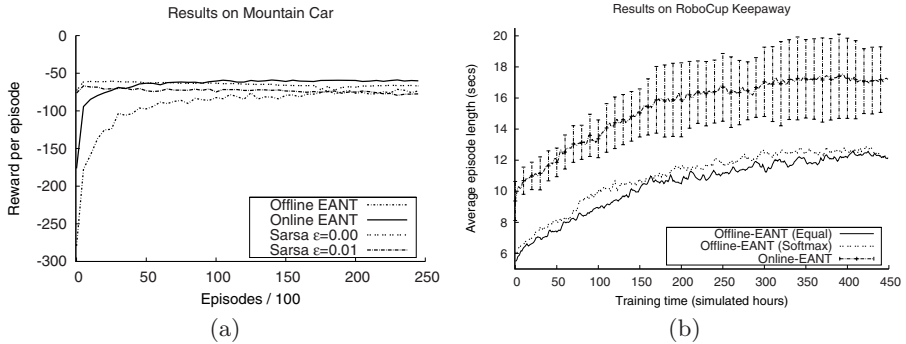 Results on Mountain Car
0
-50
-100
-150
-200
-250
-300
Reward per episode
0
50
100
150
200
250
Episodes / 100
Offline EANT
Online EANT
Sarsa ε=0.00
Sarsa ε=0.01
(a)
Results on RoboCup Keepaway
20
18
16
14
12
10
8
6
Average episode length (secs)
0
50
100
150
200
250
300
350
400
450
Training time (simulated hours)
Offline-EANT (Equal)
Offline-EANT (Softmax)
Online-EANT
(b)